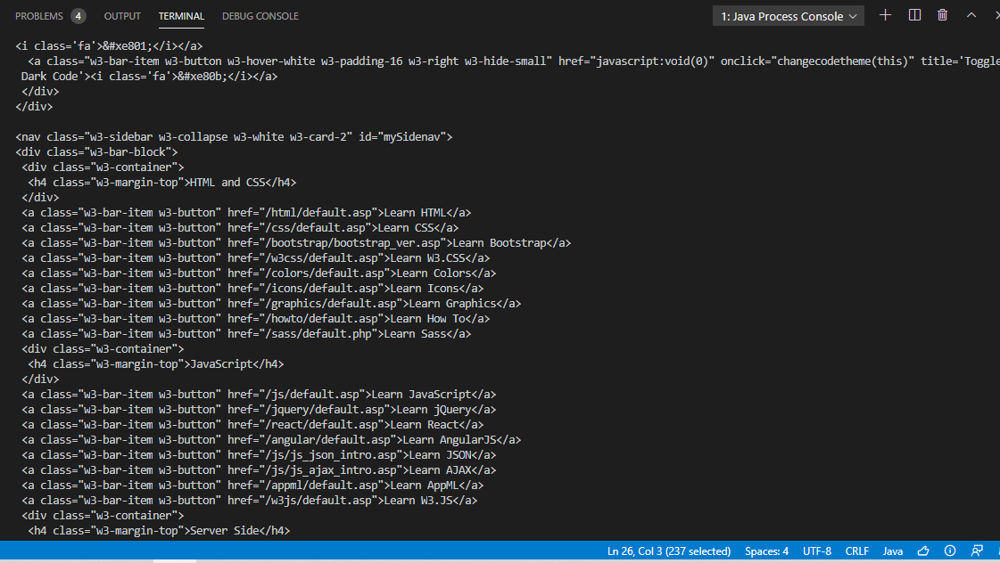 PROBLEMS 4 OUTPUT TERMINAL DEBUG CONSOLE 1: Java Process Console
<i class='fa'>&#xe801;</i></a>
<a class="w3-bar-item w3-button w3-hover-white w3-padding-16 w3-right w3-hide-small" href="javascript:void(0)" onclick="changecodetheme(this)" title='Toggle
Dark Code'><i class='fa'>&#xe80b;</i></a>
</div>
</div>
<nav class="w3-sidebar w3-collapse w3-white w3-card-2" id="mySidenav">
<div class="w3-bar-block">
<div class="w3-container">
<h4 class="w3-margin-top">HTML and CSS</h4>
</div>
<a class="w3-bar-item w3-button" href="/html/default.asp">Learn HTML</a>
<a class="w3-bar-item w3-button" href="/css/default.asp">Learn CSS</a>
<a class="w3-bar-item w3-button" href="/bootstrap/bootstrap_ver.asp">Learn Bootstrap</a>
<a class="w3-bar-item w3-button" href="/w3css/default.asp">Learn W3.CSS</a>
<a class="w3-bar-item w3-button" href="/colors/default.asp">Learn Colors</a>
<a class="w3-bar-item w3-button" href="/icons/default.asp">Learn Icons</a>
<a class="w3-bar-item w3-button" href="/graphics/default.asp">Learn Graphics</a>
<a class="w3-bar-item w3-button" href="/howto/default.asp">Learn How To</a>
<a class="w3-bar-item w3-button" href="/sass/default.php">Learn Sass</a>
<div class="w3-container">
<h4 class="w3-margin-top">JavaScript</h4>
</div>
<a class="w3-bar-item w3-button" href="/js/default.asp">Learn JavaScript</a>
<a class="w3-bar-item w3-button" href="/jquery/default.asp">Learn jQuery</a>
<a class="w3-bar-item w3-button" href="/react/default.asp">Learn React</a>
<a class="w3-bar-item w3-button" href="/angular/default.asp">Learn AngularJS</a>
<a class="w3-bar-item w3-button" href="/js/js_json_intro.asp">Learn JSON</a>
<a class="w3-bar-item w3-button" href="/js/js_ajax_intro.asp">Learn AJAX</a>
<a class="w3-bar-item w3-button" href="/appml/default.asp">Learn AppML</a>
<a class="w3-bar-item w3-button" href="/w3js/default.asp">Learn W3.JS</a>
<div class="w3-container">
<h4 class="w3-margin-top">Server Side</h4>
Ln 26, Col 3 (237 selected) Spaces: 4 UTF-8 CRLF Java